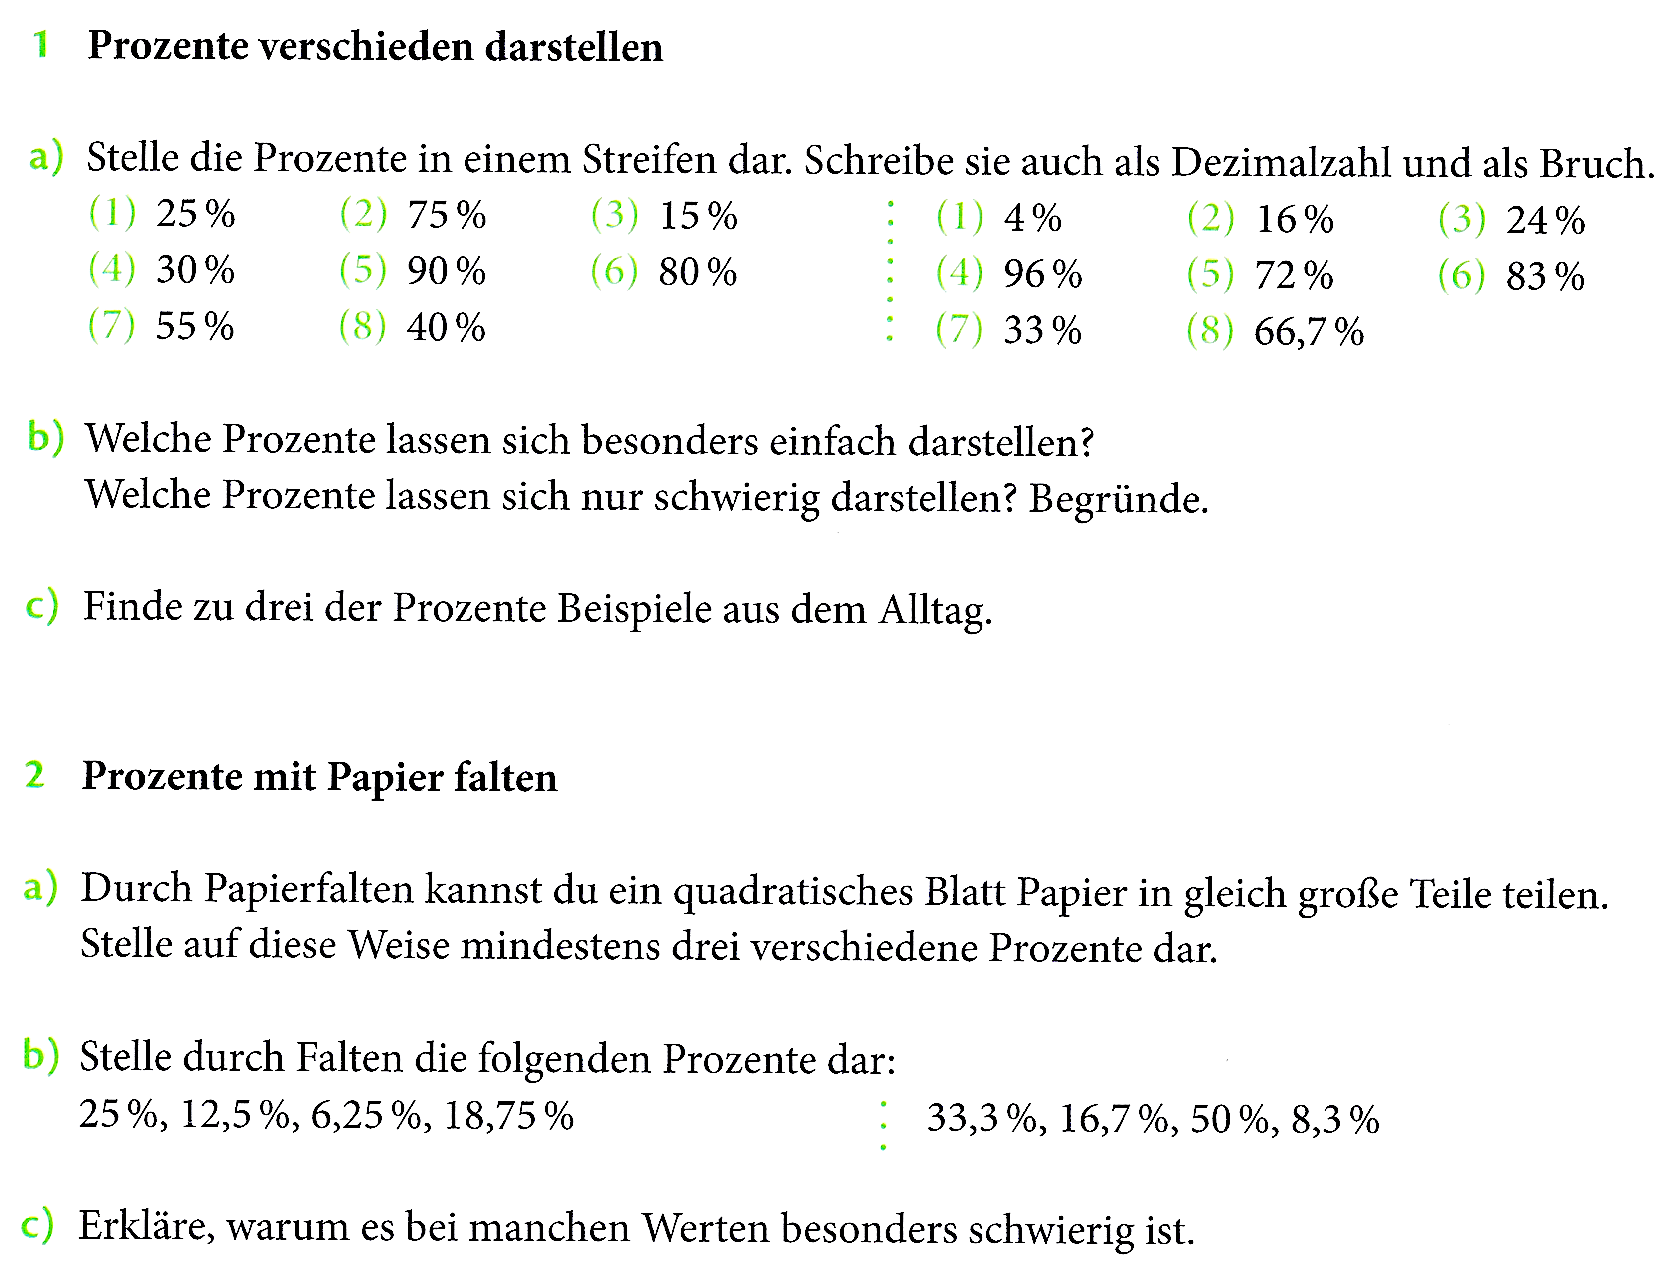 1 Prozente verschieden darstellen
a) Stelle die Prozente in einem Streifen dar. Schreibe sie auch als Dezimalzahl und als Bruch.
(1) 25 % (2) 75 % (3) 15 % (1) 4 % (2) 16 % (3) 24 %
(4) 30 % (5) 90 % (6) 80 % (4) 96 % (5) 72 % (6) 83 %
(7) 55 % (8) 40 % (7) 33 % (8) 66,7 %
b) Welche Prozente lassen sich besonders einfach darstellen?
Welche Prozente lassen sich nur schwierig darstellen? Begründe.
c) Finde zu drei der Prozente Beispiele aus dem Alltag.
2 Prozente mit Papier falten
a) Durch Papierfalten kannst du ein quadratisches Blatt Papier in gleich große Teile teilen.
Stelle auf diese Weise mindestens drei verschiedene Prozente dar.
b) Stelle durch Falten die folgenden Prozente dar:
25 %, 12,5 %, 6,25 %, 18,75 % 33,3 %, 16,7 %, 50 %, 8,3 %
c) Erkläre, warum es bei manchen Werten besonders schwierig ist.